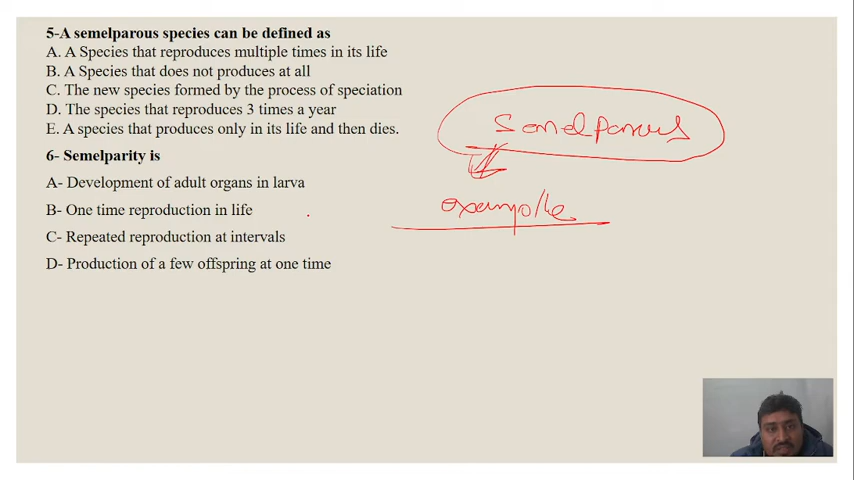 5-A semelparous species can be defined as
A. A Species that reproduces multiple times in its life
B. A Species that does not produces at all
C. The new species formed by the process of speciation
D. The species that reproduces 3 times a year
E. A species that produces only in its life and then dies.
6- Semelparity is
A- Development of adult organs in larva
B- One time reproduction in life
C- Repeated reproduction at intervals
D- Production of a few offspring at one time
Semelparous
example